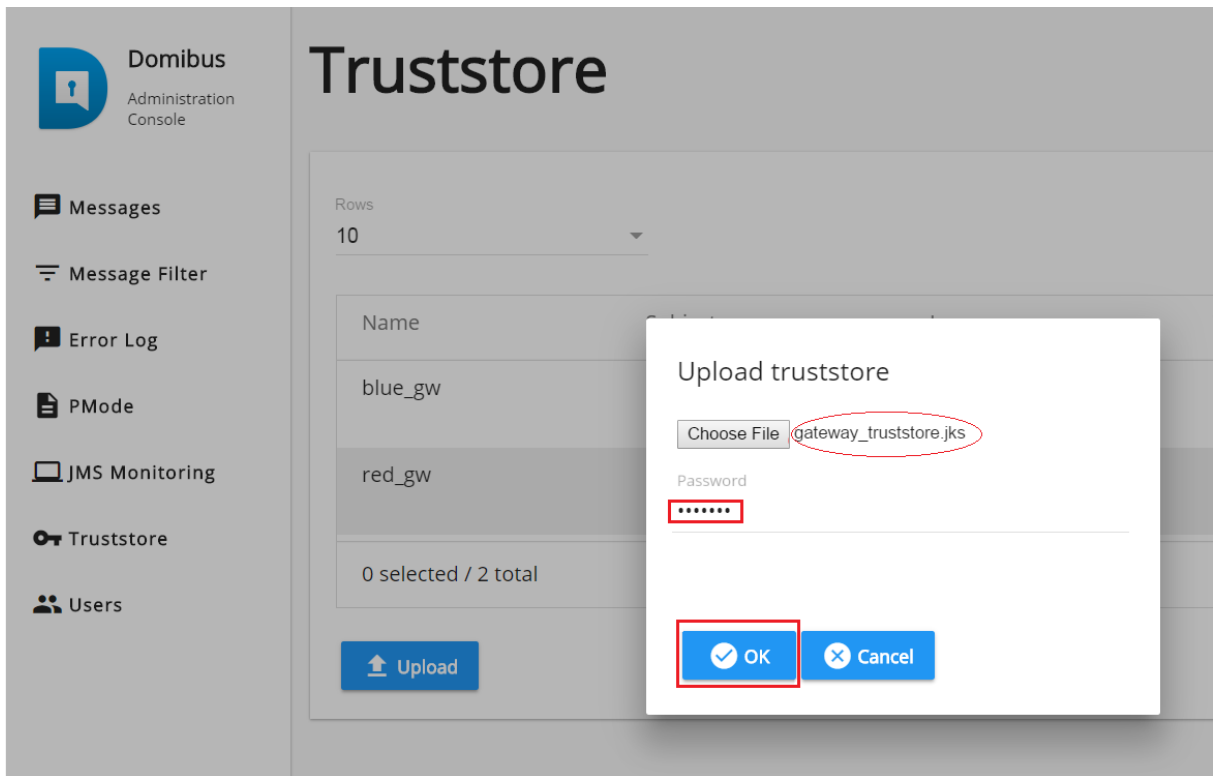 Domibus
Administration
Console
Truststore
Messages
Message Filter
Error Log
PMode
JMS Monitoring
Truststore
Users
Rows
10
Name
blue_gw
red_gw
0 selected / 2 total
Upload
Upload truststore
Choose File gateway_truststore.jks
Password
•••••••
OK Cancel